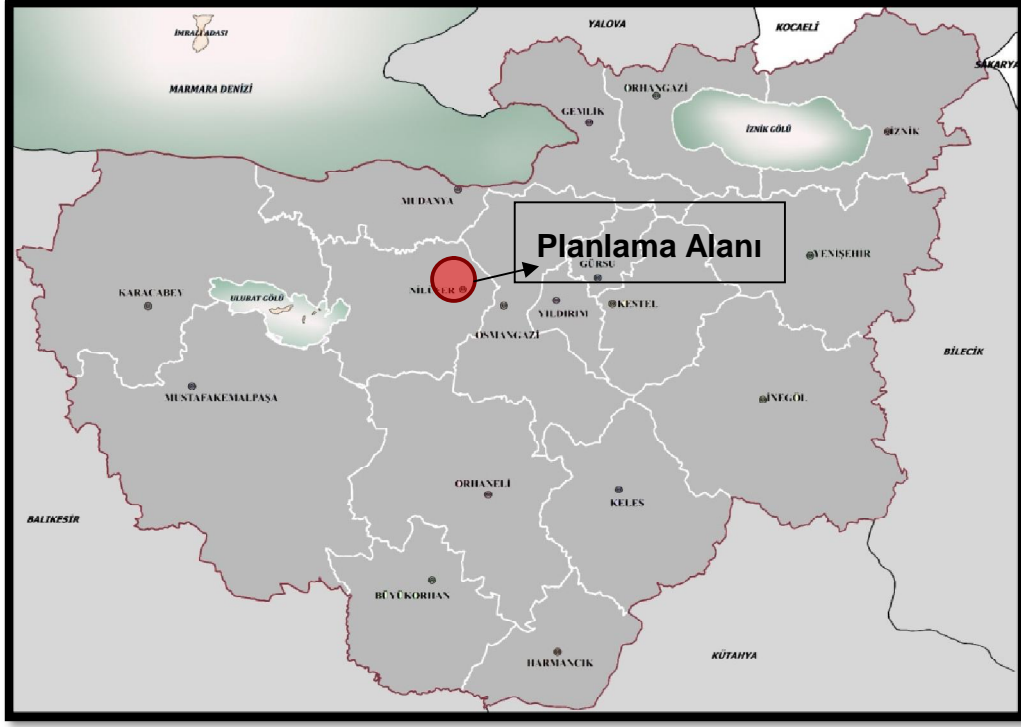 YALOVA
KOCAELİ
İMRALI ADASI
SAKARYA
MARMARA DENİZİ
ORHANGAZİ
GEMLİK
İZNİK GÖLÜ
İZNİK
MUDANYA
Planlama Alanı
YENİŞEHİR
GÜRSU
KARACABEY
ULUBAT GÖLÜ
YILDIRIM
KESTEL
OSMANGAZİ
BİLECİK
MUSTAFAKEMALPAŞA
İNEGÖL
ORHANELİ
KELES
BALIKESİR
BÜYÜKORHAN
HARMANCIK
KÜTAHYA